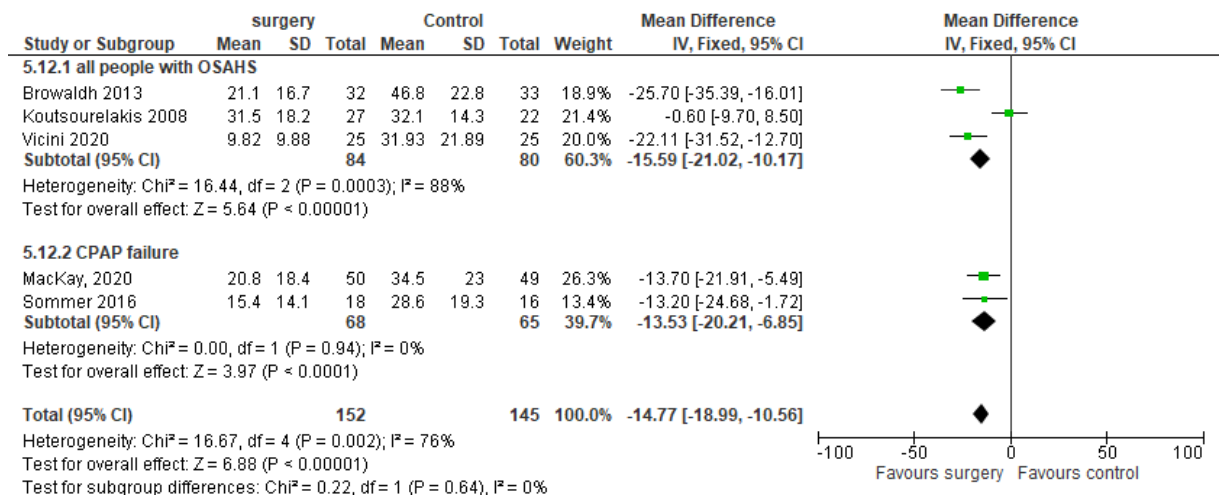 surgery Control Mean Difference Mean Difference
Study or Subgroup Mean SD Total Mean SD Total Weight IV, Fixed, 95% CI IV, Fixed, 95% CI
5.12.1 all people with OSAHS
Browaldh 2013 21.1 16.7 32 46.8 22.8 33 18.9% -25.70 [-35.39, -16.01]
Koutsourelakis 2008 31.5 18.2 27 32.1 14.3 22 21.4% -0.60 [-9.70, 8.50]
Vicini 2020 9.82 9.88 25 31.93 21.89 25 20.0% -22.11 [-31.52, -12.70]
Subtotal (95% CI) 84 80 60.3% -15.59 [-21.02, -10.17]
Heterogeneity: Chi² = 16.44, df = 2 (P = 0.0003); I² = 88%
Test for overall effect: Z = 5.64 (P < 0.00001)
5.12.2 CPAP failure
MacKay, 2020 20.8 18.4 50 34.5 23 49 26.3% -13.70 [-21.91, -5.49]
Sommer 2016 15.4 14.1 18 28.6 19.3 16 13.4% -13.20 [-24.68, -1.72]
Subtotal (95% CI) 68 65 39.7% -13.53 [-20.21, -6.85]
Heterogeneity: Chi² = 0.00, df = 1 (P = 0.94); I² = 0%
Test for overall effect: Z = 3.97 (P < 0.0001)
Total (95% CI) 152 145 100.0% -14.77 [-18.99, -10.56]
Heterogeneity: Chi² = 16.67, df = 4 (P = 0.002); I² = 76%
Test for overall effect: Z = 6.88 (P < 0.00001)
Test for subgroup differences: Chi² = 0.22, df = 1 (P = 0.64), I² = 0%
-100 -50 0 50 100
Favours surgery Favours control